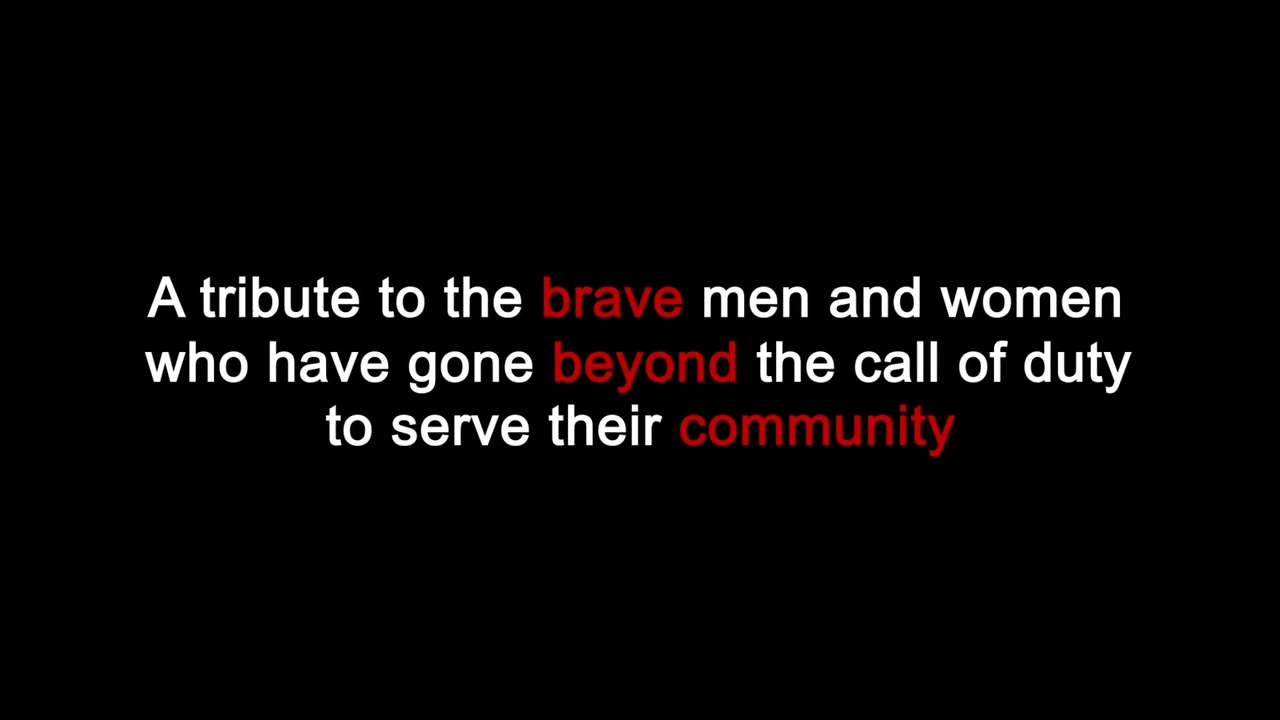 A tribute to the brave men and women
who have gone beyond the call of duty
to serve their community